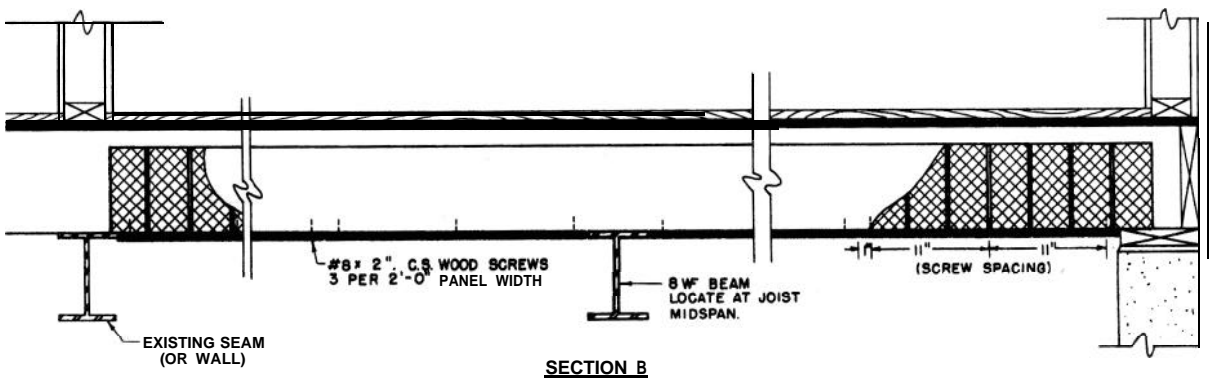 #8 x 2". C.S. WOOD SCREWS
3 PER 2'-0" PANEL WIDTH
8 WF BEAM
LOCATE AT JOIST
MIDSPAN.
1" 11" 11"
(SCREW SPACING)
EXISTING SEAM
(OR WALL)
SECTION B